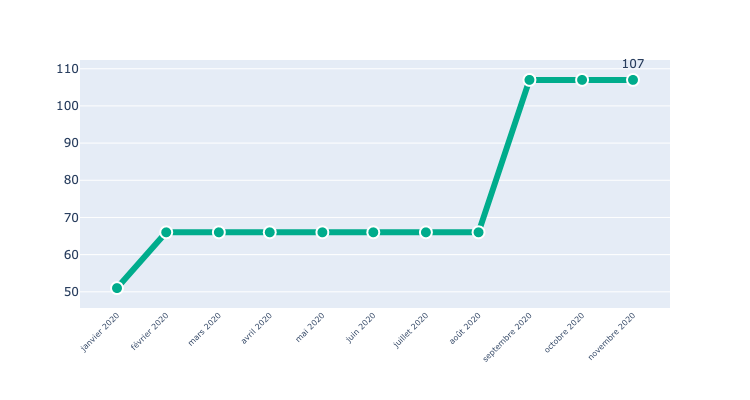 107
110
100
90
80
70
60
50
janvier 2020
février 2020
mars 2020
avril 2020
mai 2020
juin 2020
juillet 2020
août 2020
septembre 2020
octobre 2020
novembre 2020